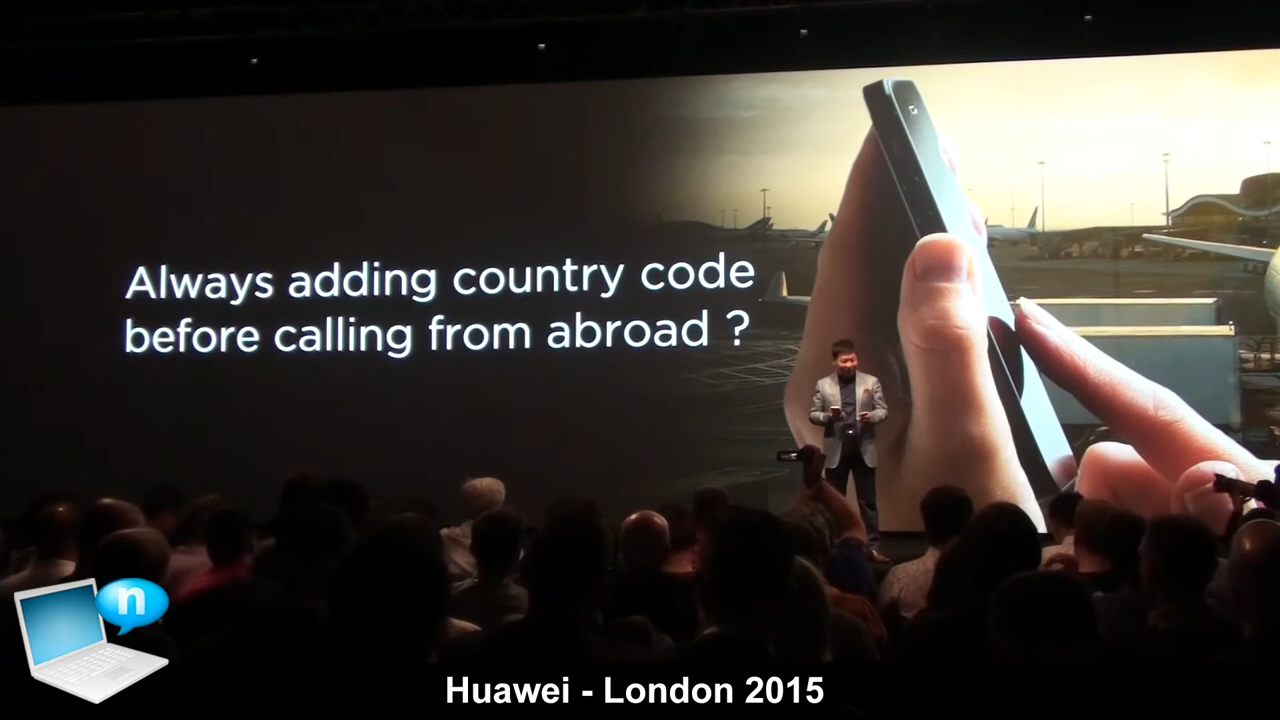 Always adding country code
before calling from abroad ?
n
Huawei - London 2015